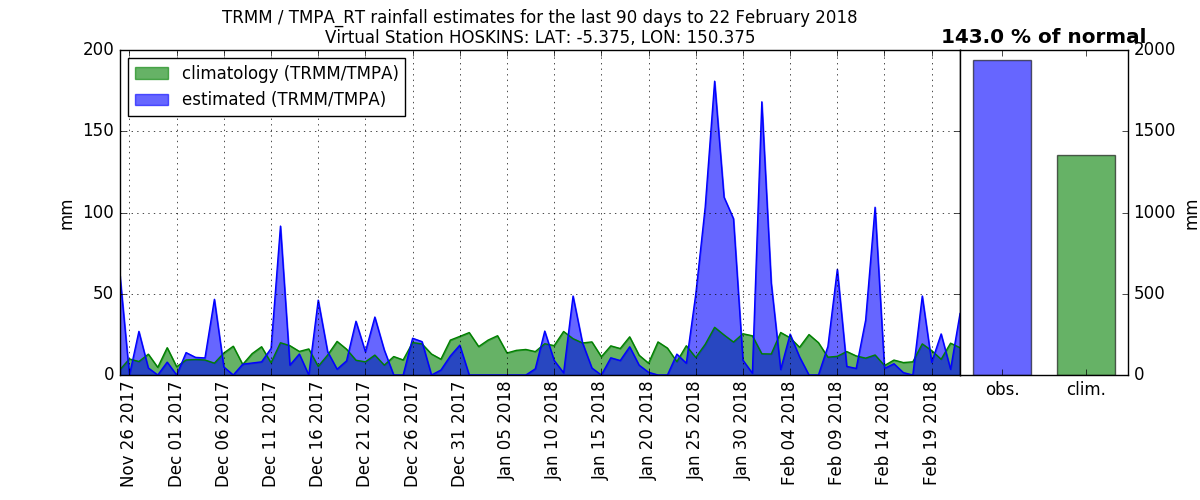 TRMM / TMPA_RT rainfall estimates for the last 90 days to 22 February 2018
Virtual Station HOSKINS: LAT: -5.375, LON: 150.375
143.0 % of normal
climatology (TRMM/TMPA)
estimated (TRMM/TMPA)
200
150
100
50
0
mm
2000
1500
1000
500
0
mm
Nov 26 2017
Dec 01 2017
Dec 06 2017
Dec 11 2017
Dec 16 2017
Dec 21 2017
Dec 26 2017
Dec 31 2017
Jan 05 2018
Jan 10 2018
Jan 15 2018
Jan 20 2018
Jan 25 2018
Jan 30 2018
Feb 04 2018
Feb 09 2018
Feb 14 2018
Feb 19 2018
obs.
clim.